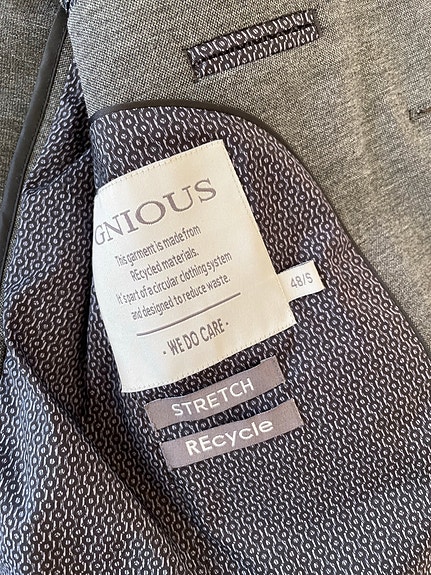 GNIOUS
This garment is made from
REcycled materials.
It's part of a circular clothing system
and designed to reduce waste.
- WE DO CARE -
48/S
STRETCH
REcycle